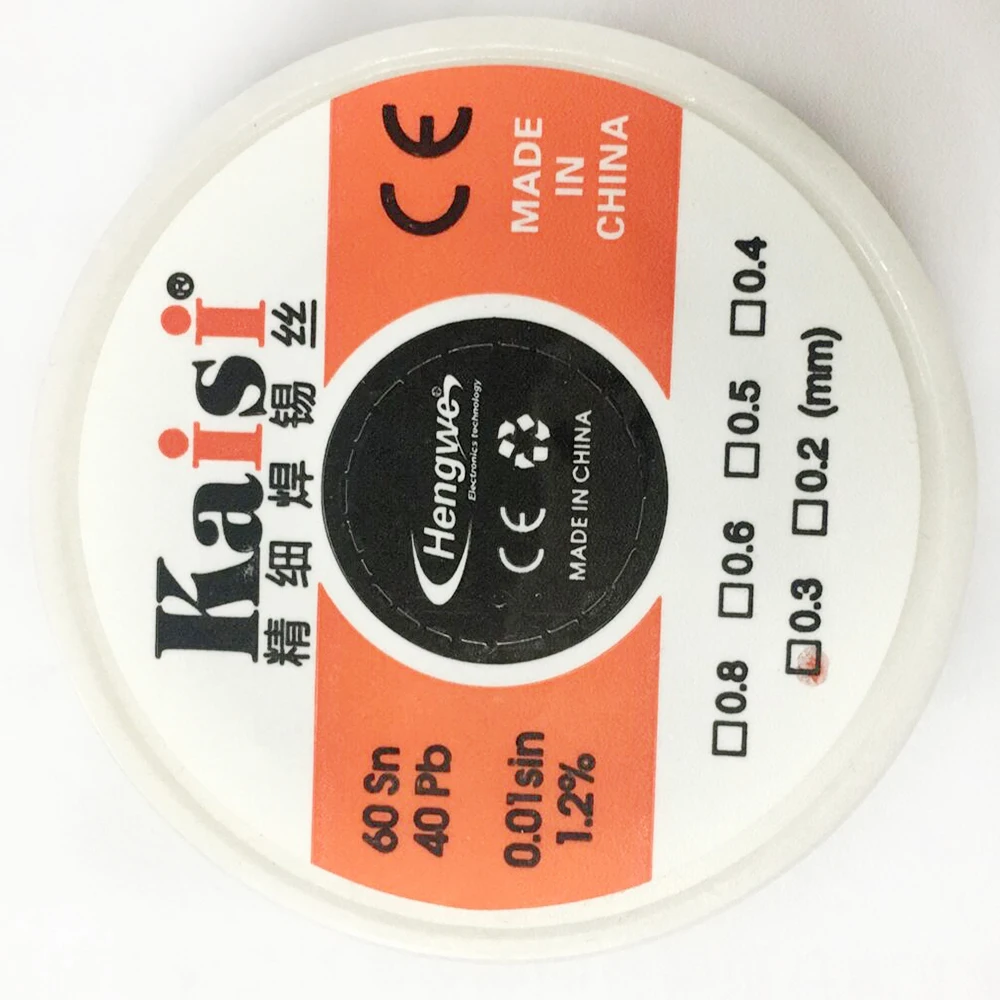 Kaisi®
精细焊锡丝
60 Sn
40 Pb
0.01sin
1.2%
Hengwei®
Electronics technology
CE
MADE IN CHINA
CE
MADE
IN
CHINA
□0.8 □0.6 □0.5 □0.4
□0.3 □0.2 (mm)